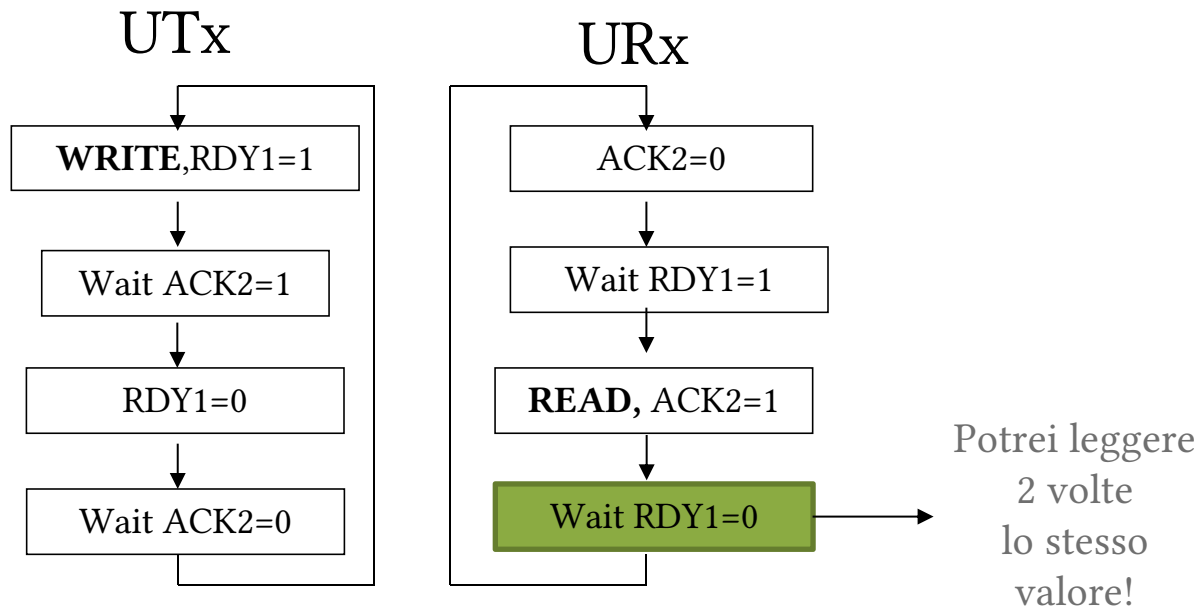 UTx
WRITE,RDY1=1
Wait ACK2=1
RDY1=0
Wait ACK2=0
URx
ACK2=0
Wait RDY1=1
READ, ACK2=1
Wait RDY1=0
Potrei leggere
2 volte
lo stesso
valore!